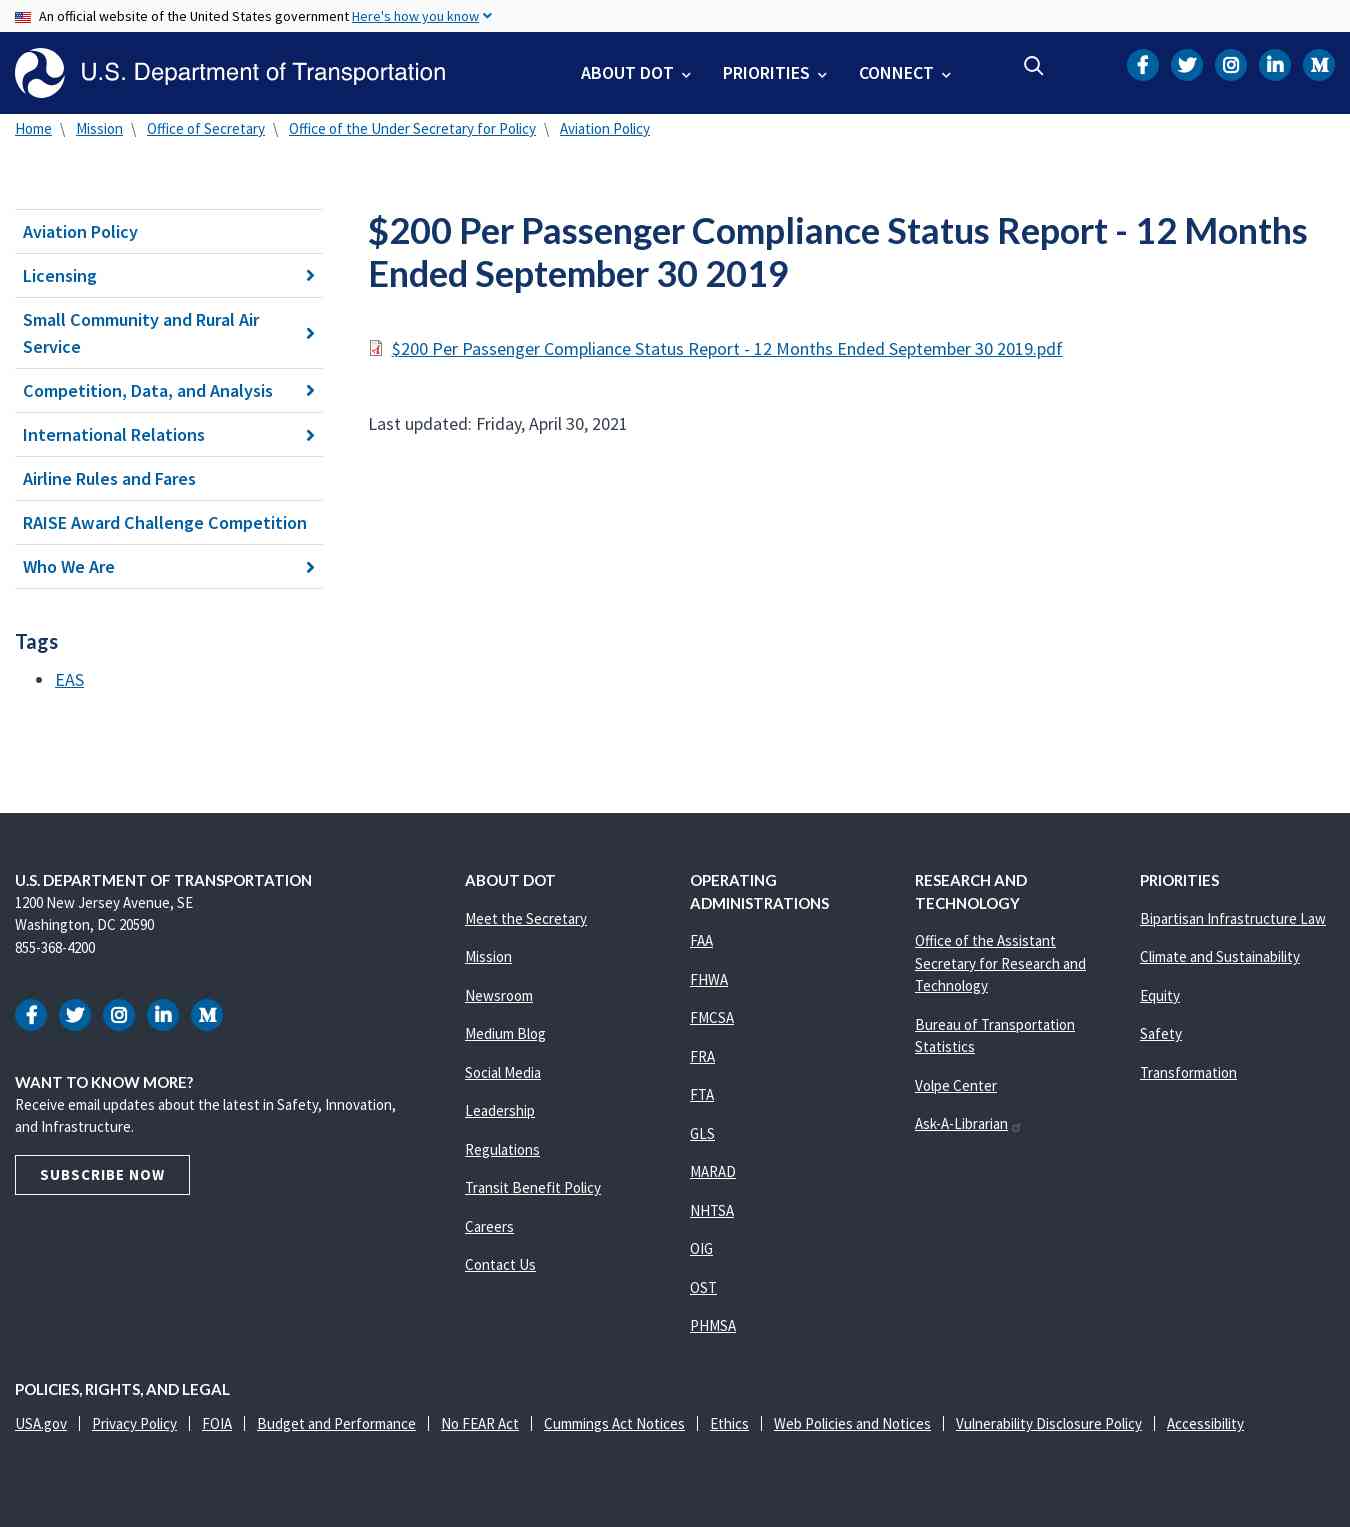 An official website of the United States government Here's how you know
U.S. Department of Transportation
ABOUT DOT
PRIORITIES
CONNECT
Home \ Mission \ Office of Secretary \ Office of the Under Secretary for Policy \ Aviation Policy
Aviation Policy
Licensing
Small Community and Rural Air
Service
Competition, Data, and Analysis
International Relations
Airline Rules and Fares
RAISE Award Challenge Competition
Who We Are
Tags
EAS
$200 Per Passenger Compliance Status Report - 12 Months
Ended September 30 2019
$200 Per Passenger Compliance Status Report - 12 Months Ended September 30 2019.pdf
Last updated: Friday, April 30, 2021
U.S. DEPARTMENT OF TRANSPORTATION
1200 New Jersey Avenue, SE
Washington, DC 20590
855-368-4200
WANT TO KNOW MORE?
Receive email updates about the latest in Safety, Innovation,
and Infrastructure.
SUBSCRIBE NOW
ABOUT DOT
Meet the Secretary
Mission
Newsroom
Medium Blog
Social Media
Leadership
Regulations
Transit Benefit Policy
Careers
Contact Us
OPERATING
ADMINISTRATIONS
FAA
FHWA
FMCSA
FRA
FTA
GLS
MARAD
NHTSA
OIG
OST
PHMSA
RESEARCH AND
TECHNOLOGY
Office of the Assistant
Secretary for Research and
Technology
Bureau of Transportation
Statistics
Volpe Center
Ask-A-Librarian
PRIORITIES
Bipartisan Infrastructure Law
Climate and Sustainability
Equity
Safety
Transformation
POLICIES, RIGHTS, AND LEGAL
USA.gov | Privacy Policy | FOIA | Budget and Performance | No FEAR Act | Cummings Act Notices | Ethics | Web Policies and Notices | Vulnerability Disclosure Policy | Accessibility